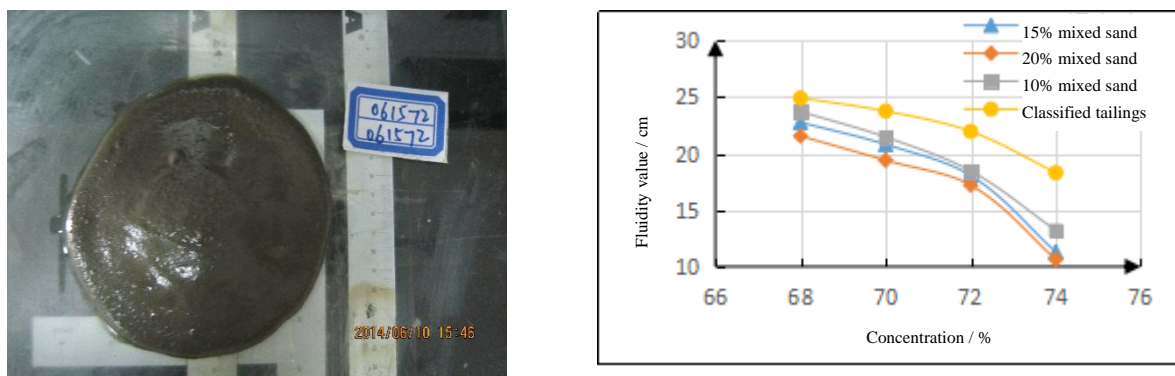 A
A
061572
061572
2014/06/10 15:46
15% mixed sand
20% mixed sand
10% mixed sand
Classified tailings
30
25
20
15
10
Fluidity value / cm
66 68 70 72 74 76
Concentration / %